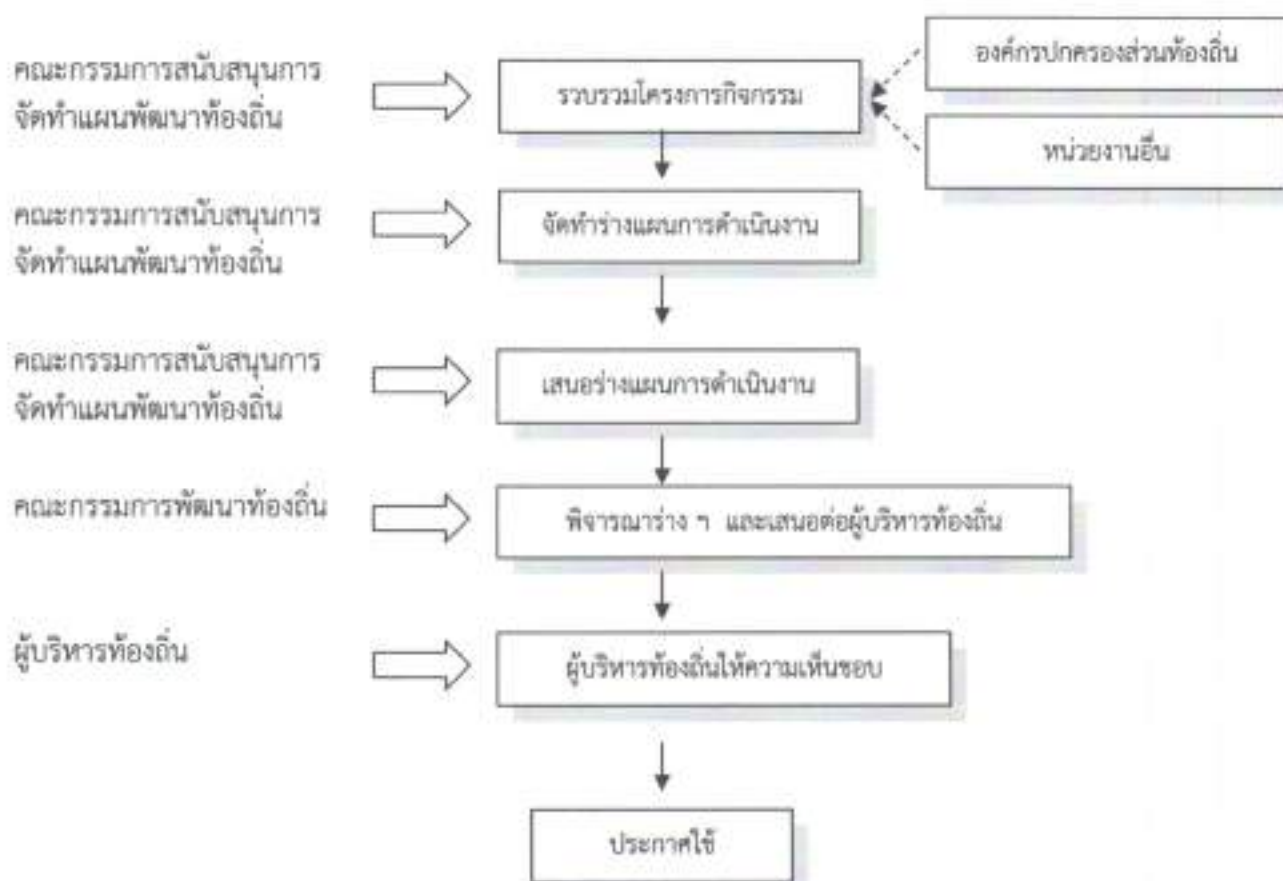 คณะกรรมการสนับสนุนการ
จัดทำแผนพัฒนาท้องถิ่น
รวบรวมโครงการกิจกรรม
องค์กรปกครองส่วนท้องถิ่น
หน่วยงานอื่น
คณะกรรมการสนับสนุนการ
จัดทำแผนพัฒนาท้องถิ่น
จัดทำร่างแผนการดำเนินงาน
คณะกรรมการสนับสนุนการ
จัดทำแผนพัฒนาท้องถิ่น
เสนอร่างแผนการดำเนินงาน
คณะกรรมการพัฒนาท้องถิ่น
พิจารณาร่าง ฯ และเสนอต่อผู้บริหารท้องถิ่น
ผู้บริหารท้องถิ่น
ผู้บริหารท้องถิ่นให้ความเห็นชอบ
ประกาศใช้